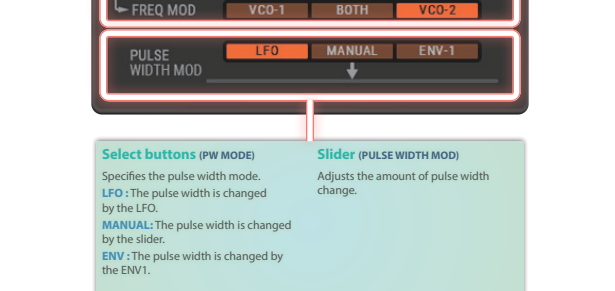 FREQ MOD
VCO-1 BOTH VCO-2
PULSE
WIDTH MOD
LFO MANUAL ENV-1
Select buttons (PW MODE)
Specifies the pulse width mode.
LFO : The pulse width is changed
by the LFO.
MANUAL: The pulse width is changed
by the slider.
ENV : The pulse width is changed by
the ENV1.
Slider (PULSE WIDTH MOD)
Adjusts the amount of pulse width
change.